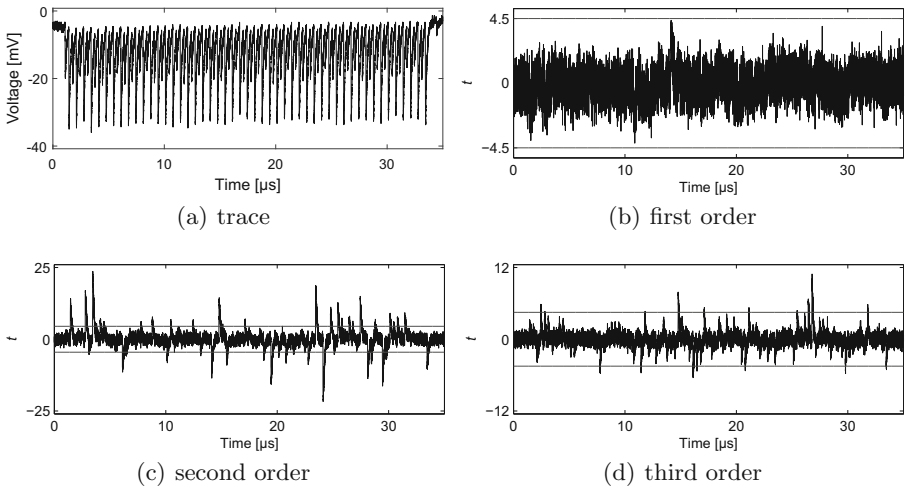 0
−20
−40
Voltage [mV]
0 10 20 30
Time [µs]
(a) trace
4.5
0
−4.5
t
0 10 20 30
Time [µs]
(b) first order
25
0
−25
t
0 10 20 30
Time [µs]
(c) second order
12
0
−12
t
0 10 20 30
Time [µs]
(d) third order